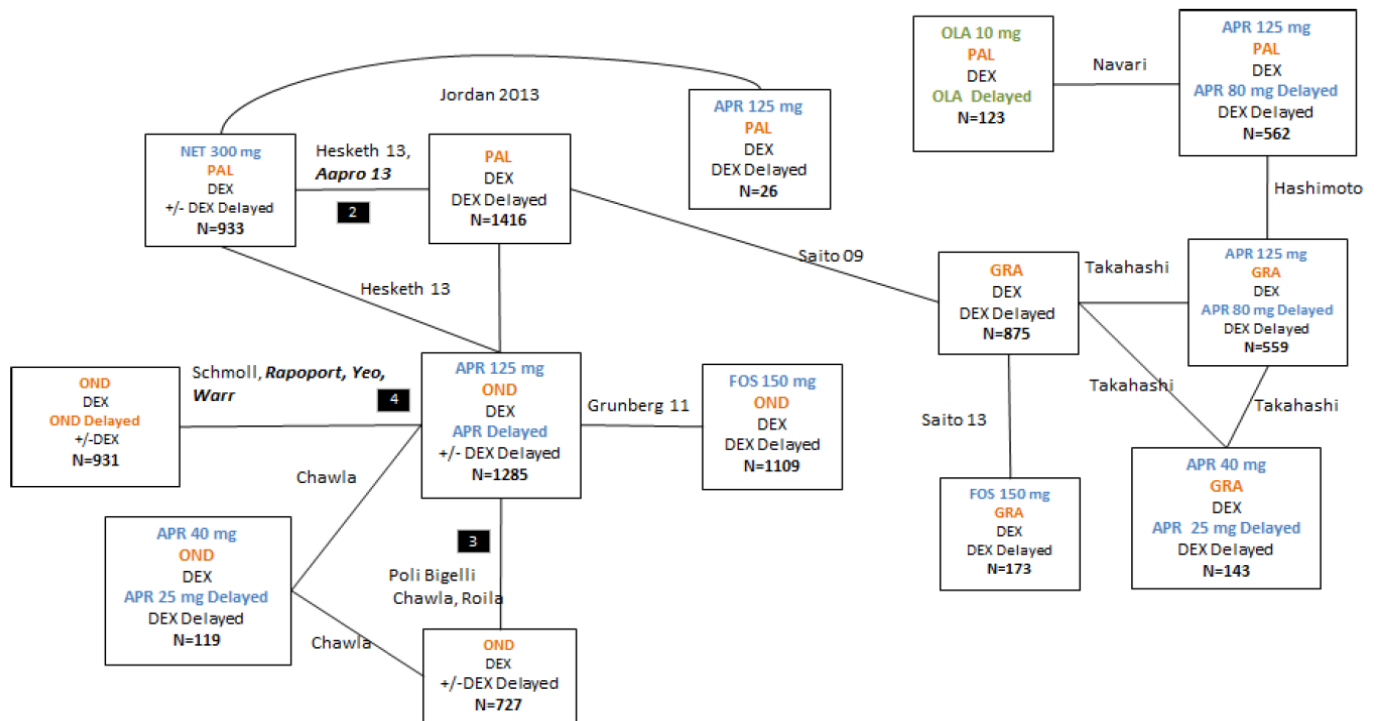 OLA 10 mg
PAL
DEX
OLA Delayed
N=123
Navari
APR 125 mg
PAL
DEX
APR 80 mg Delayed
DEX Delayed
N=562
Jordan 2013
APR 125 mg
PAL
DEX
DEX Delayed
N=26
NET 300 mg
PAL
DEX
+/- DEX Delayed
N=933
Hesketh 13,
Aapro 13
2
PAL
DEX
DEX Delayed
N=1416
Hashimoto
Saito 09
Hesketh 13
GRA
DEX
DEX Delayed
N=875
Takahashi
APR 125 mg
GRA
DEX
APR 80 mg Delayed
DEX Delayed
N=559
OND
DEX
OND Delayed
+/-DEX
N=931
Schmoll, Rapoport, Yeo,
Warr
4
APR 125 mg
OND
DEX
APR Delayed
+/- DEX Delayed
N=1285
Grunberg 11
FOS 150 mg
OND
DEX
DEX Delayed
N=1109
Takahashi
Takahashi
Saito 13
Chawla
APR 40 mg
OND
DEX
APR 25 mg Delayed
DEX Delayed
N=119
3
Poli Bigelli
Chawla, Roila
FOS 150 mg
GRA
DEX
DEX Delayed
N=173
APR 40 mg
GRA
DEX
APR 25 mg Delayed
DEX Delayed
N=143
Chawla
OND
DEX
+/-DEX Delayed
N=727